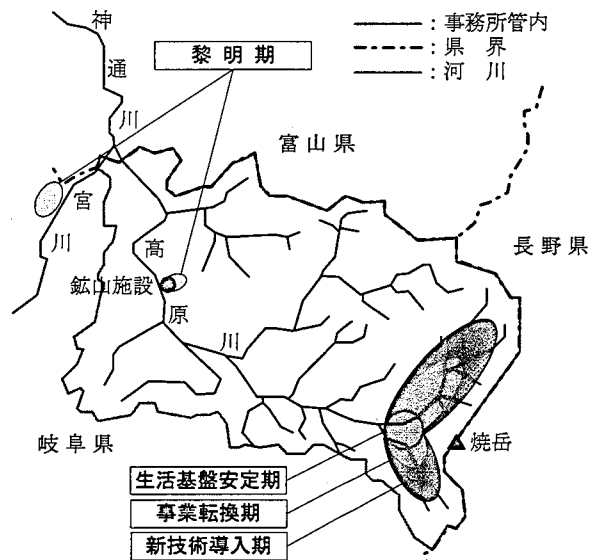 神通川
黎明期
：事務所管内
：県界
：河川
富山県
長野県
宮川
高原川
鉱山施設
岐阜県
焼岳
生活基盤安定期
事業転換期
新技術導入期